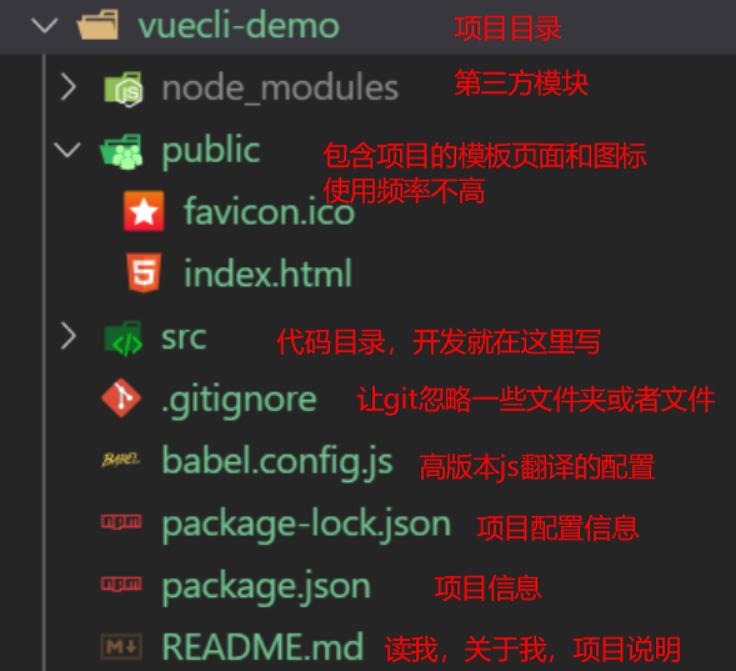 vuecli-demo 项目目录
node_modules 第三方模块
public 包含项目的模板页面和图标
使用频率不高
favicon.ico
index.html
src 代码目录，开发就在这里写
.gitignore 让git忽略一些文件夹或者文件
BABEL babel.config.js 高版本js翻译的配置
npm package-lock.json 项目配置信息
npm package.json 项目信息
M↓ README.md 读我，关于我，项目说明